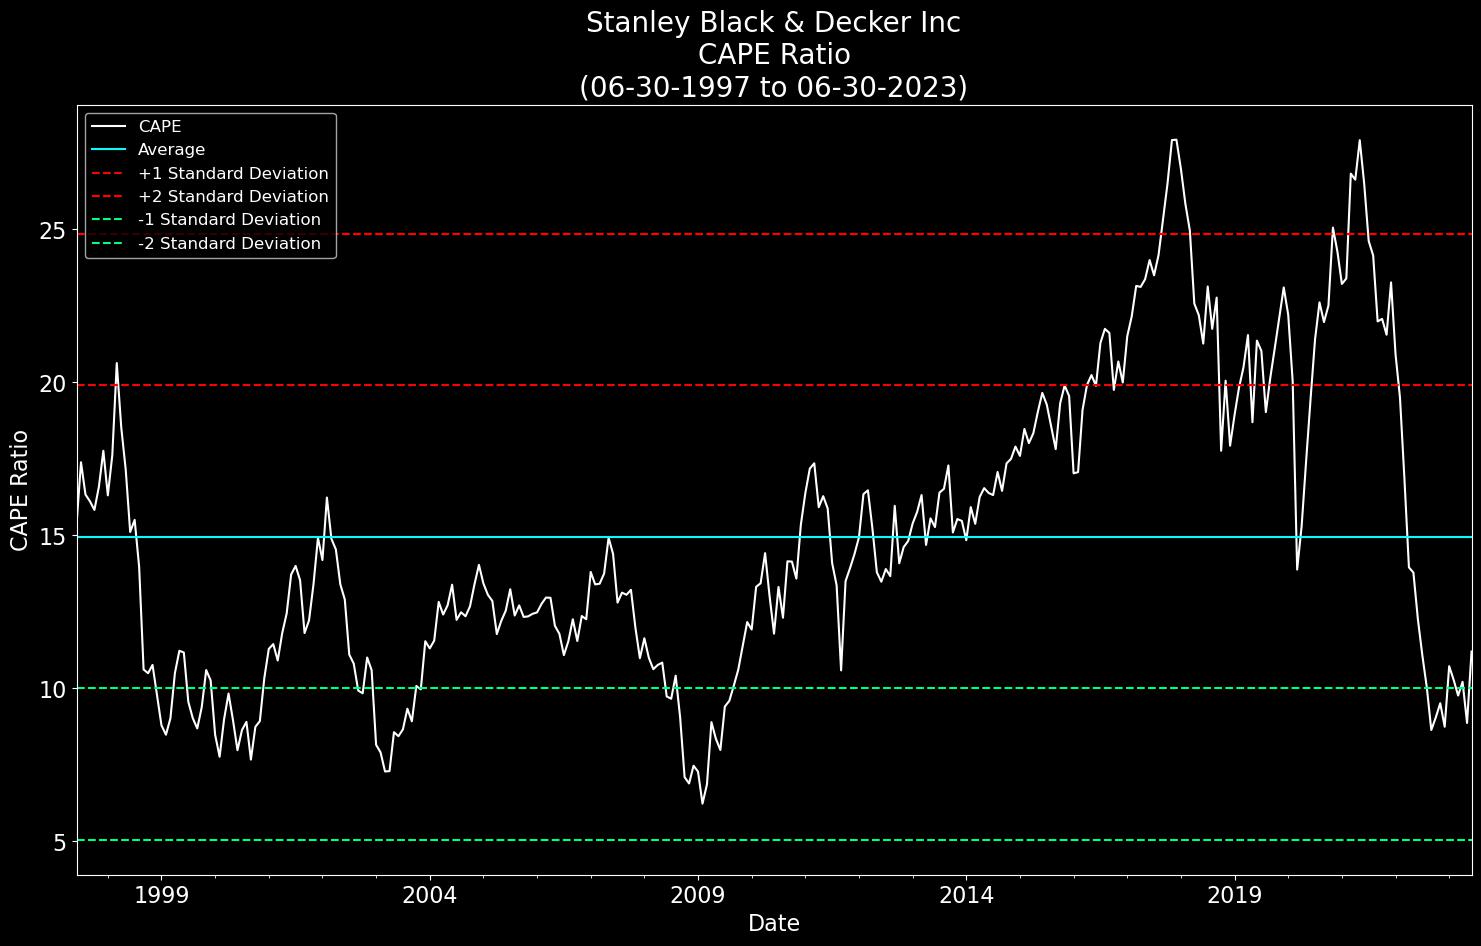 Stanley Black & Decker Inc
CAPE Ratio
(06-30-1997 to 06-30-2023)
CAPE
Average
+1 Standard Deviation
+2 Standard Deviation
-1 Standard Deviation
-2 Standard Deviation
25
20
15
10
5
CAPE Ratio
1999 2004 2009 2014 2019
Date